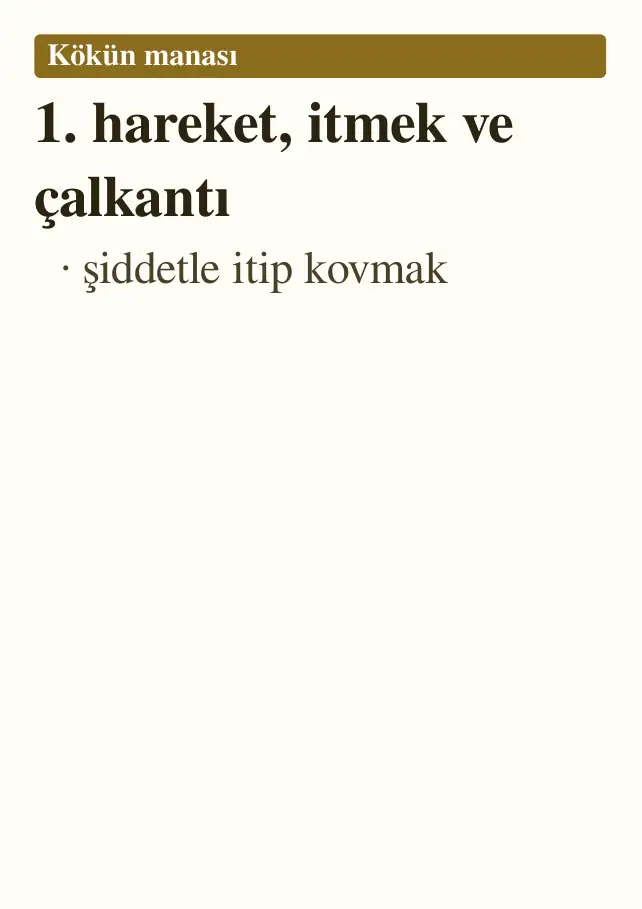 Kökün manası
1. hareket, itmek ve
çalkantı
· şiddetle itip kovmak